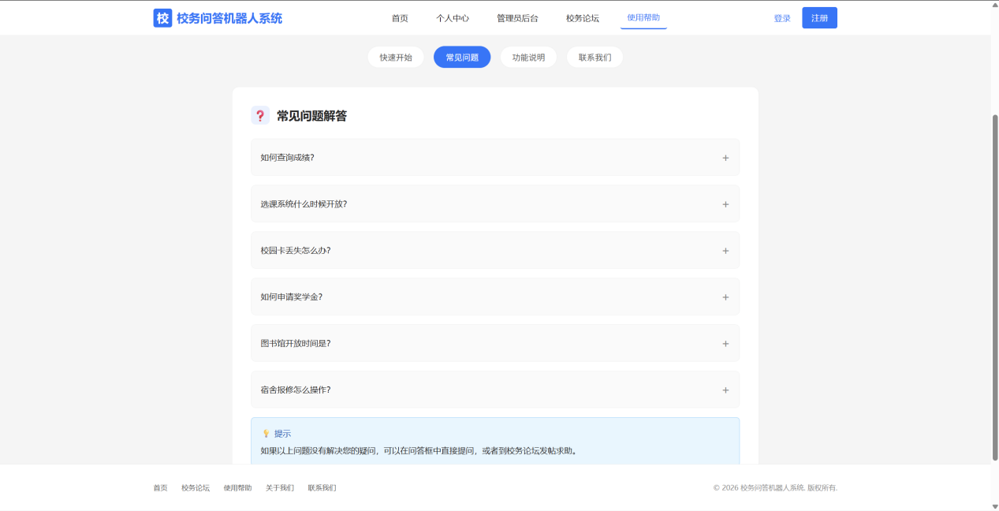 校 校务问答机器人系统 首页 个人中心 管理员后台 校务论坛 使用帮助 登录 注册
快速开始 常见问题 功能说明 联系我们
❓ 常见问题解答
如何查询成绩? +
选课系统什么时候开放? +
校园卡丢失怎么办? +
如何申请奖学金? +
图书馆开放时间是? +
宿舍报修怎么操作? +
💡 提示
如果以上问题没有解决您的疑问，可以在问答框中直接提问，或者到校务论坛发帖求助。
首页 校务论坛 使用帮助 关于我们 联系我们 © 2026 校务问答机器人系统. 版权所有.